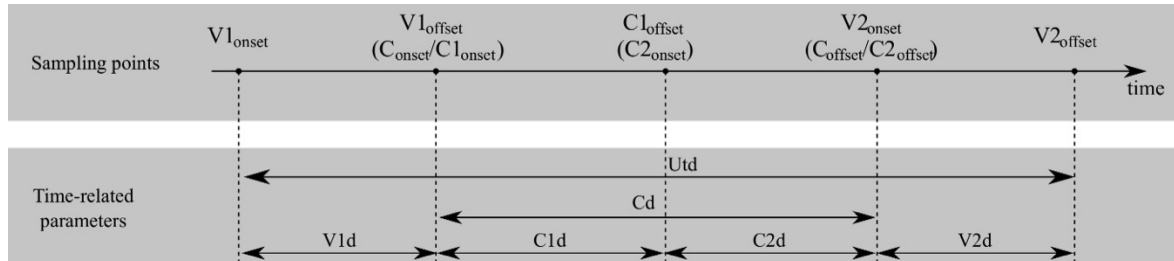 V1onset
V1offset
(Conset/C1onset)
C1offset
(C2onset)
V2onset
(Coffset/C2offset)
V2offset
Sampling points
time
Time-related
parameters
Utd
Cd
V1d
C1d
C2d
V2d